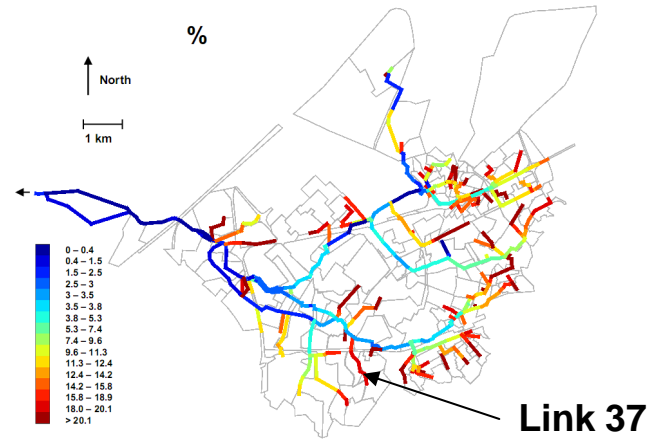 %
North
1 km
0 – 0.4
0.4 – 1.5
1.5 – 2.5
2.5 – 3
3 – 3.5
3.5 – 3.8
3.8 – 5.3
5.3 – 7.4
7.4 – 9.6
9.6 – 11.3
11.3 – 12.4
12.4 – 14.2
14.2 – 15.8
15.8 – 18.9
18.0 – 20.1
> 20.1
Link 37